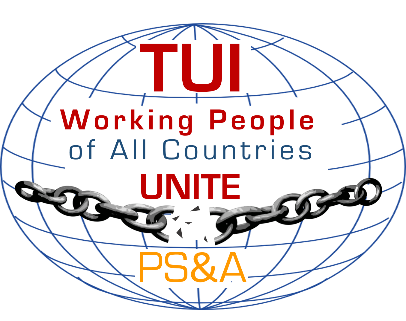 TUI
Working People
of All Countries
UNITE
PS&A